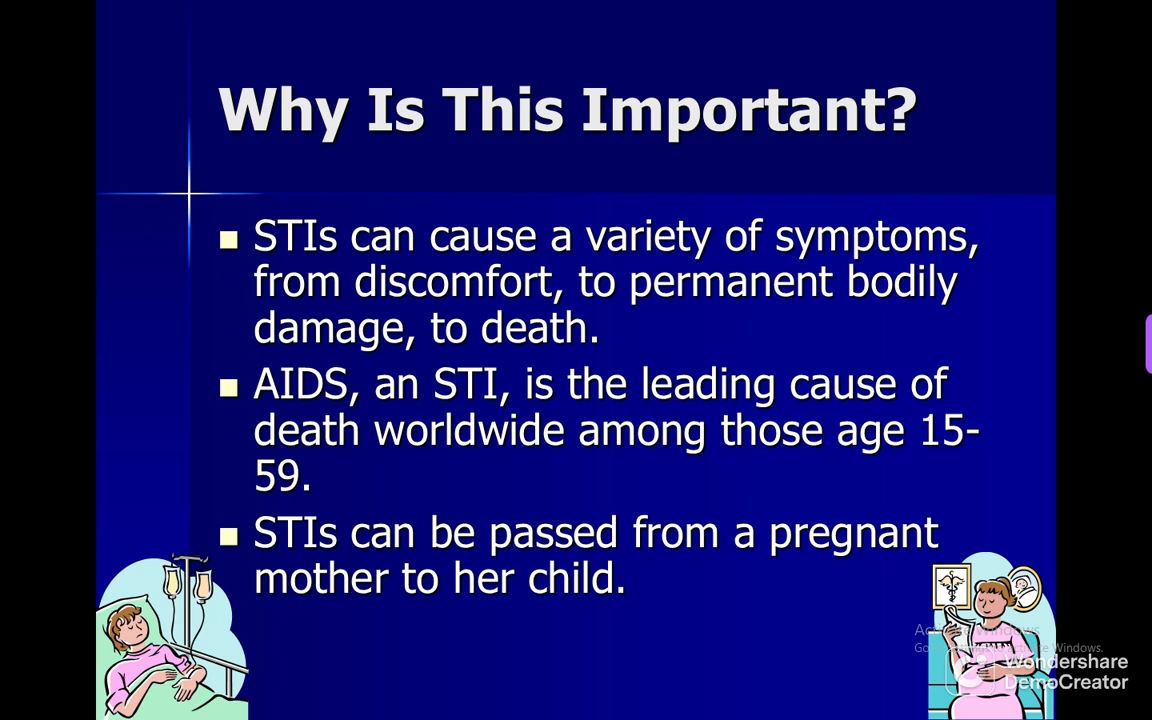 Why Is This Important?
STIs can cause a variety of symptoms,
from discomfort, to permanent bodily
damage, to death.
AIDS, an STI, is the leading cause of
death worldwide among those age 15-
59.
STIs can be passed from a pregnant
mother to her child.
Windows
Windows.
Wondershare
DemoCreator